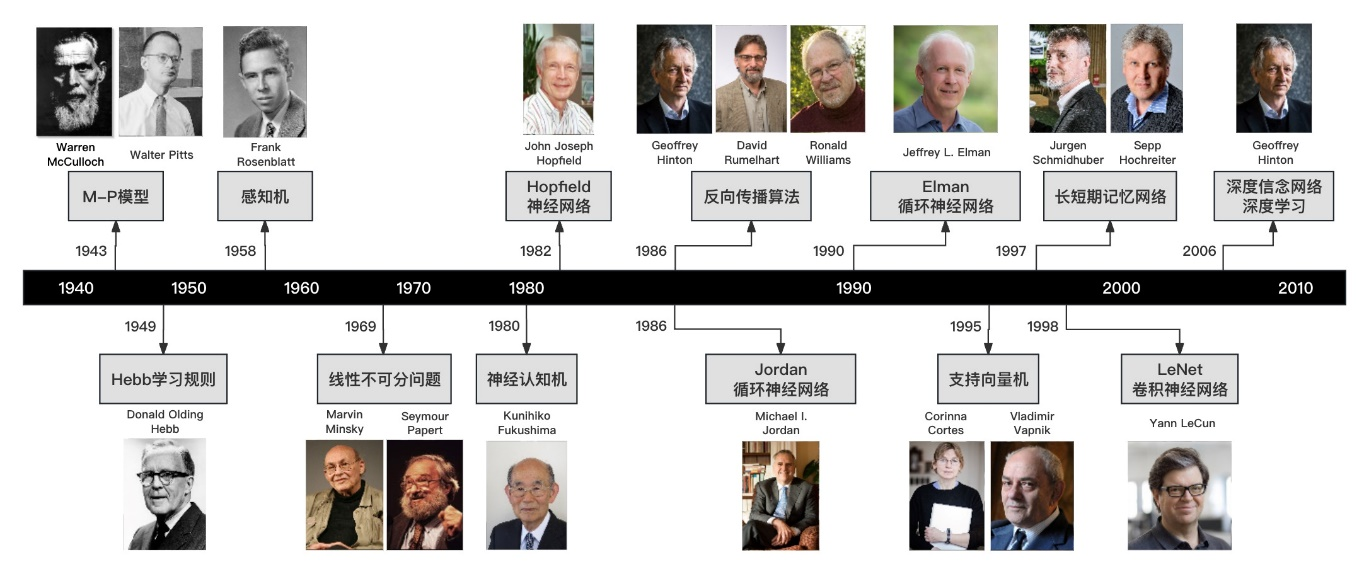 Warren
McCulloch
Walter Pitts
Frank
Rosenblatt
John Joseph
Hopfield
Geoffrey
Hinton
David
Rumelhart
Ronald
Williams
Jeffrey L. Elman
Jurgen
Schmidhuber
Sepp
Hochreiter
Geoffrey
Hinton
M-P模型
感知机
Hopfield
神经网络
反向传播算法
Elman
循环神经网络
长短期记忆网络
深度信念网络
深度学习
1943
1958
1982
1986
1990
1997
2006
1940
1950
1960
1970
1980
1990
2000
2010
1949
1969
1980
1986
1995
1998
Hebb学习规则
线性不可分问题
神经认知机
Jordan
循环神经网络
支持向量机
LeNet
卷积神经网络
Donald Olding
Hebb
Marvin
Minsky
Seymour
Papert
Kunihiko
Fukushima
Michael I.
Jordan
Corinna
Cortes
Vladimir
Vapnik
Yann LeCun